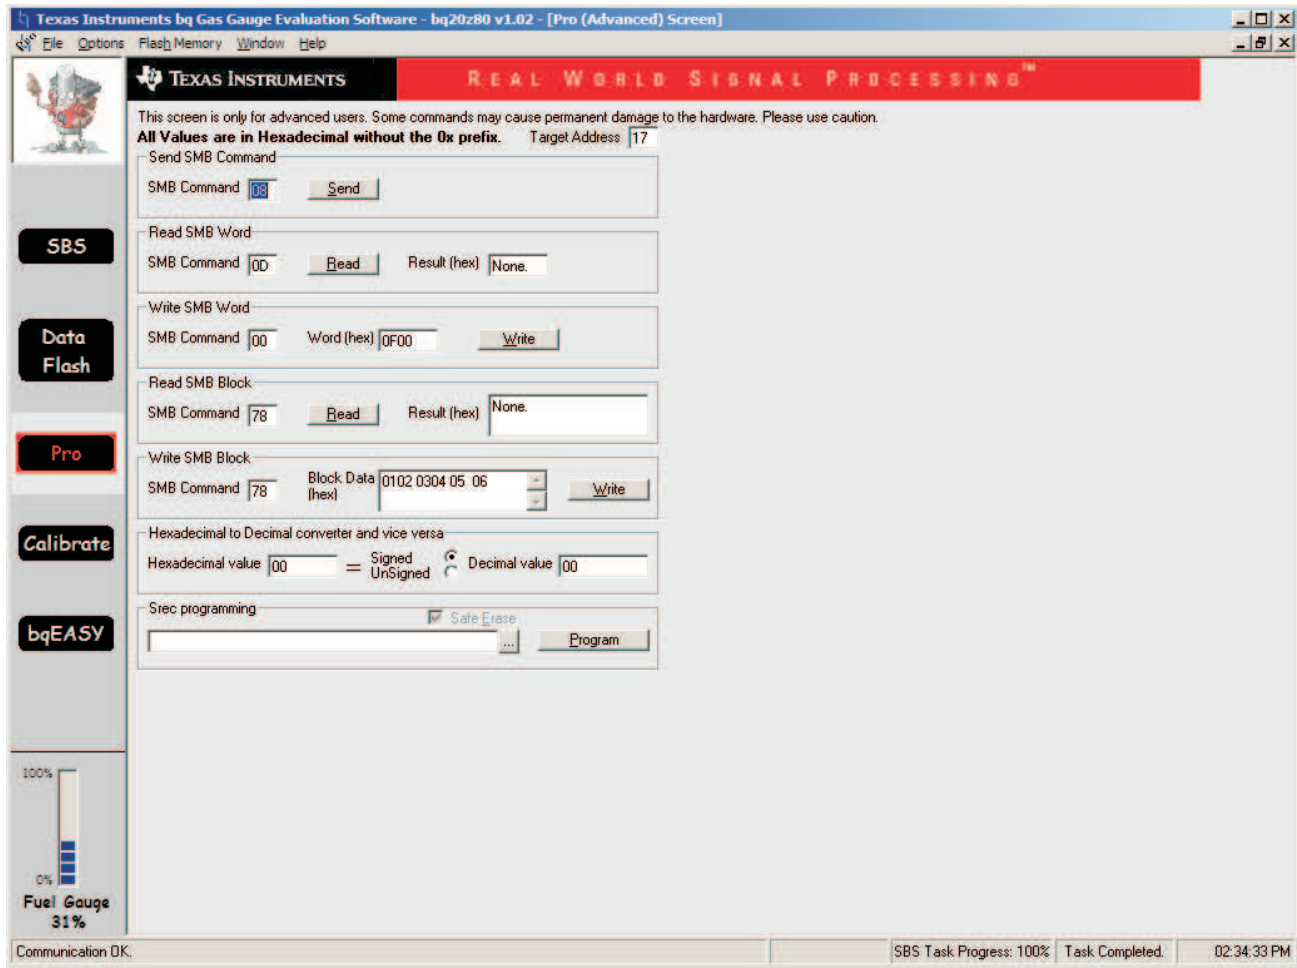 Texas Instruments bq Gas Gauge Evaluation Software - bq20z80 v1.02 - [Pro (Advanced) Screen]
File Options Flash Memory Window Help
TEXAS INSTRUMENTS REAL WORLD SIGNAL PROCESSING™
This screen is only for advanced users. Some commands may cause permanent damage to the hardware. Please use caution.
All Values are in Hexadecimal without the 0x prefix. Target Address 17
Send SMB Command
SMB Command 08 Send
Read SMB Word
SMB Command 0D Read Result (hex) None.
Write SMB Word
SMB Command 00 Word (hex) 0F00 Write
Read SMB Block
SMB Command 78 Read Result (hex) None.
Write SMB Block
SMB Command 78 Block Data (hex) 0102 0304 05 06 Write
Hexadecimal to Decimal converter and vice versa
Hexadecimal value 00 = Signed UnSigned Decimal value 00
Srec programming Safe Erase
... Program
SBS
Data
Flash
Pro
Calibrate
bqEASY
100%
0%
Fuel Gauge
31%
Communication OK. SBS Task Progress: 100% Task Completed. 02:34:33 PM